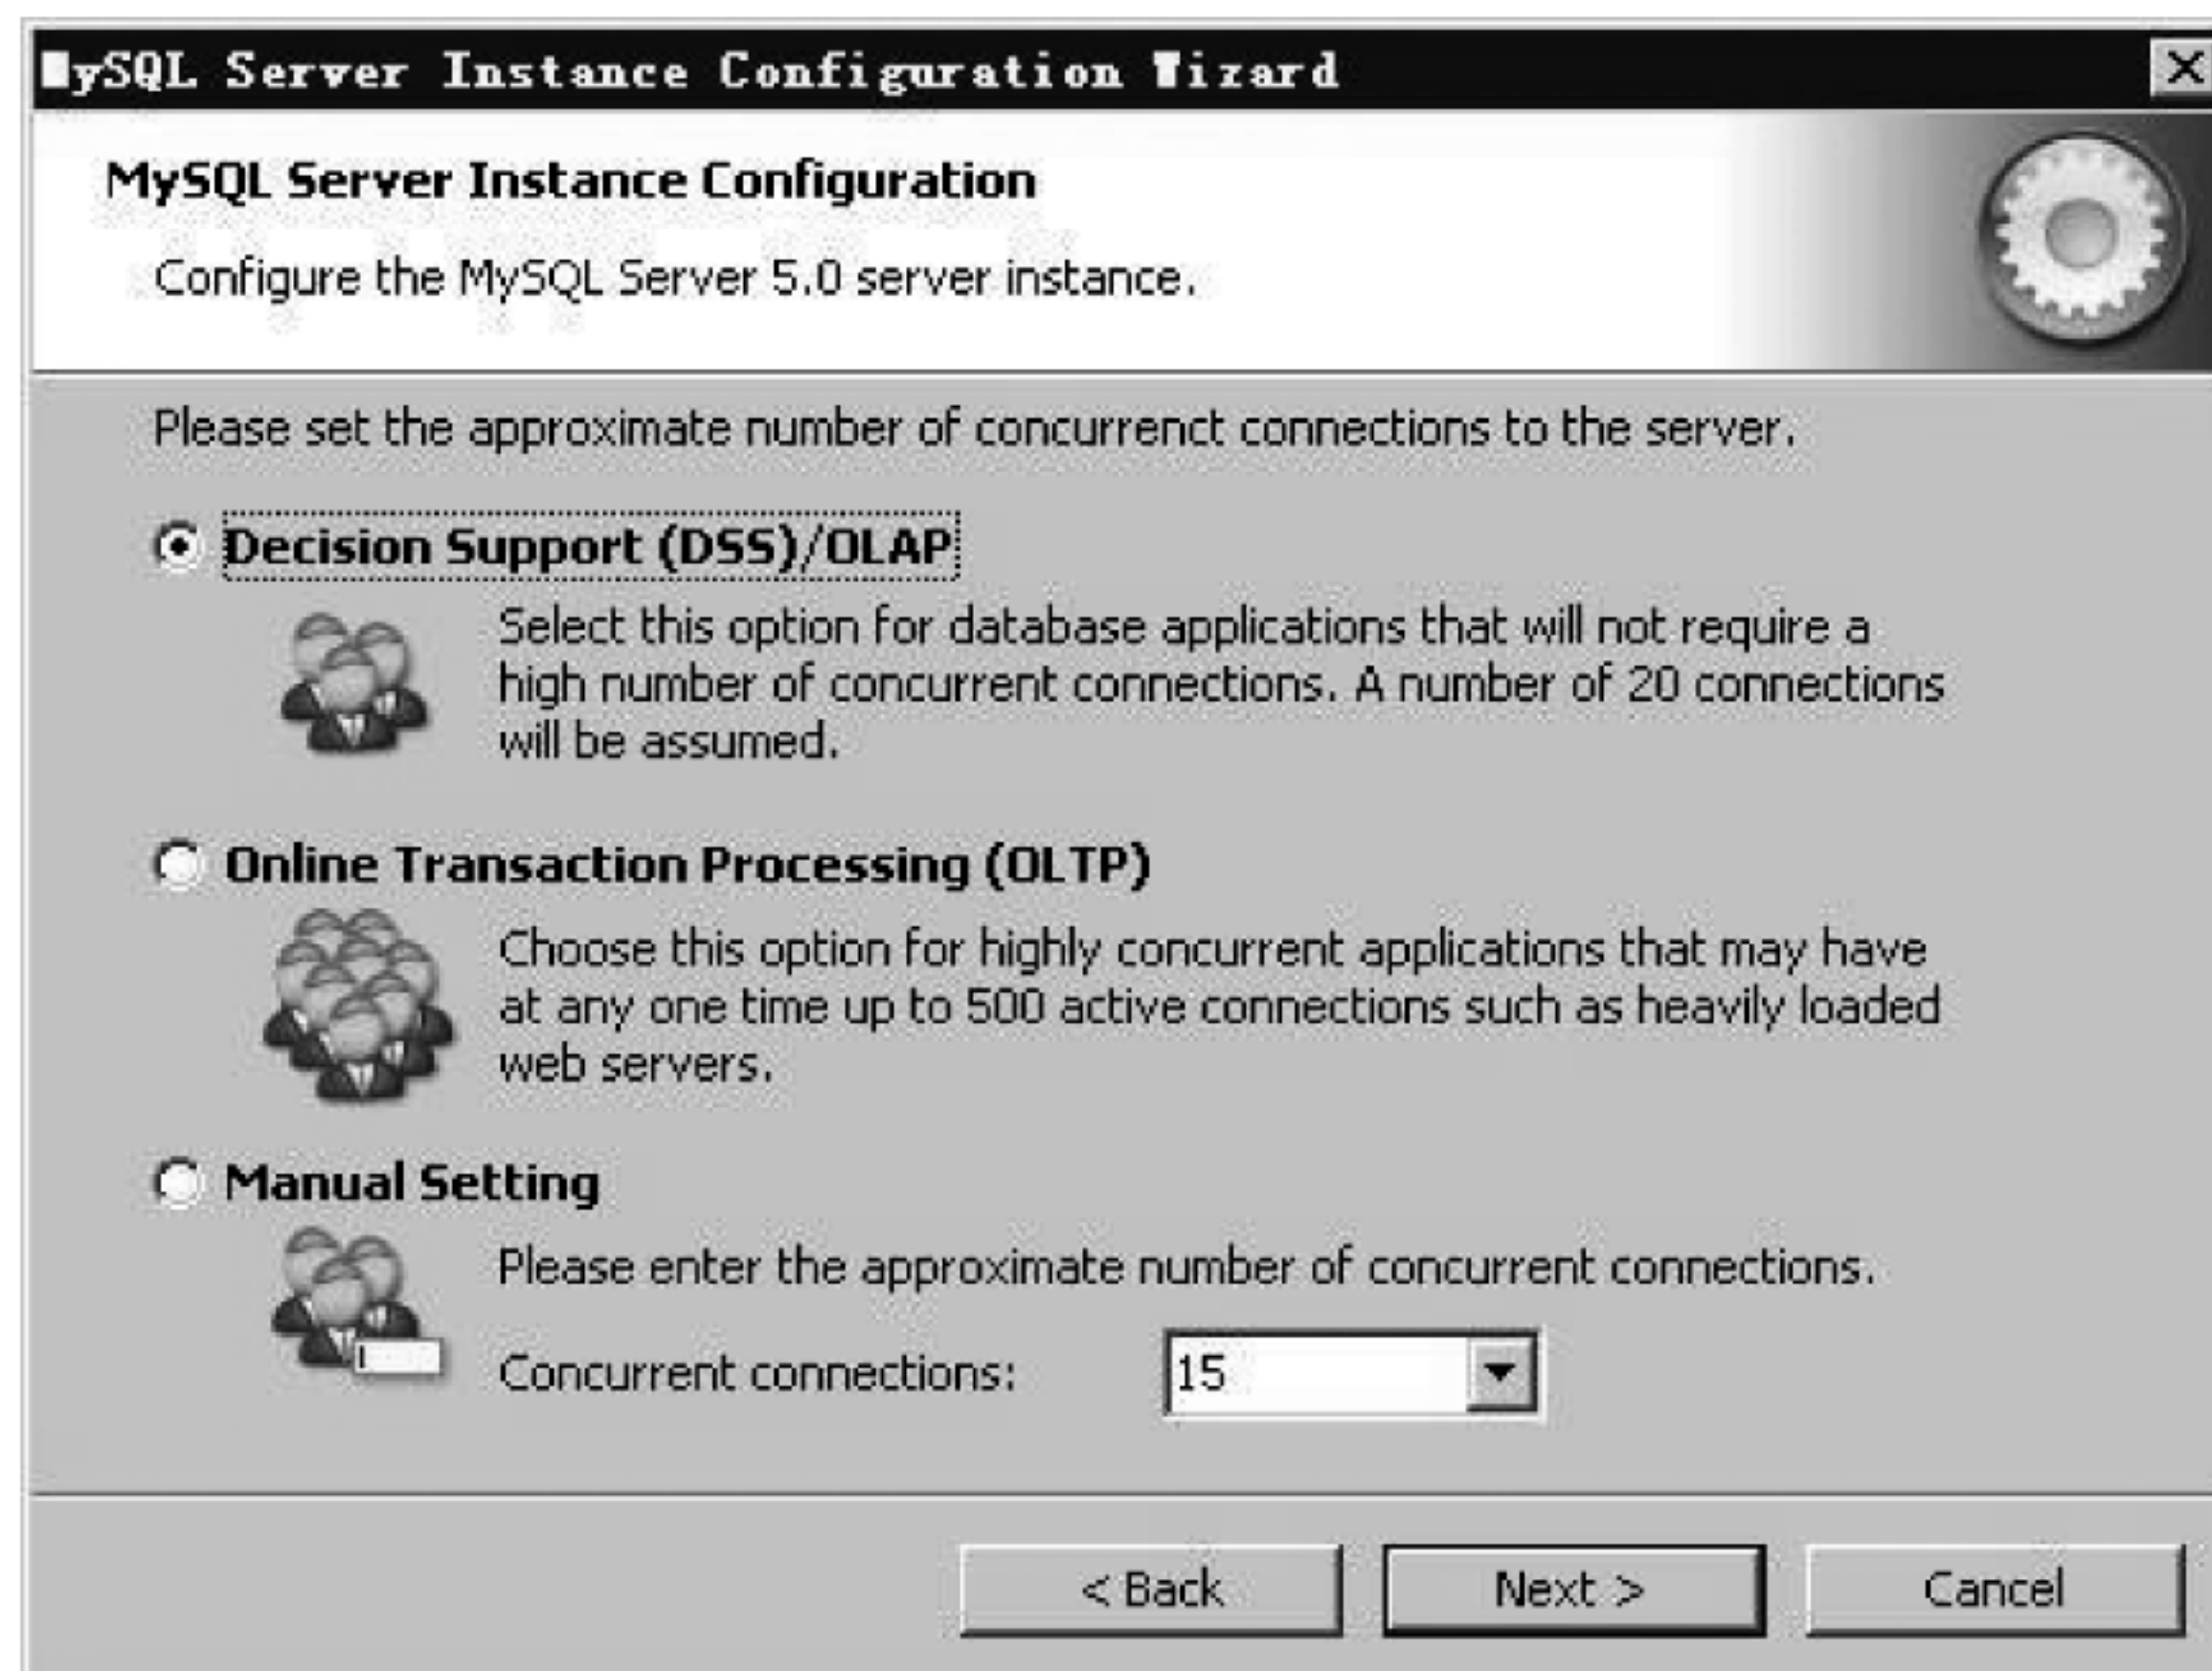 MySQL Server Instance Configuration Wizard
MySQL Server Instance Configuration
Configure the MySQL Server 5.0 server instance.
Please set the approximate number of concurrenct connections to the server.
Decision Support (DSS)/OLAP
Select this option for database applications that will not require a
high number of concurrent connections. A number of 20 connections
will be assumed.
Online Transaction Processing (OLTP)
Choose this option for highly concurrent applications that may have
at any one time up to 500 active connections such as heavily loaded
web servers.
Manual Setting
Please enter the approximate number of concurrent connections.
Concurrent connections: 15
< Back Next > Cancel